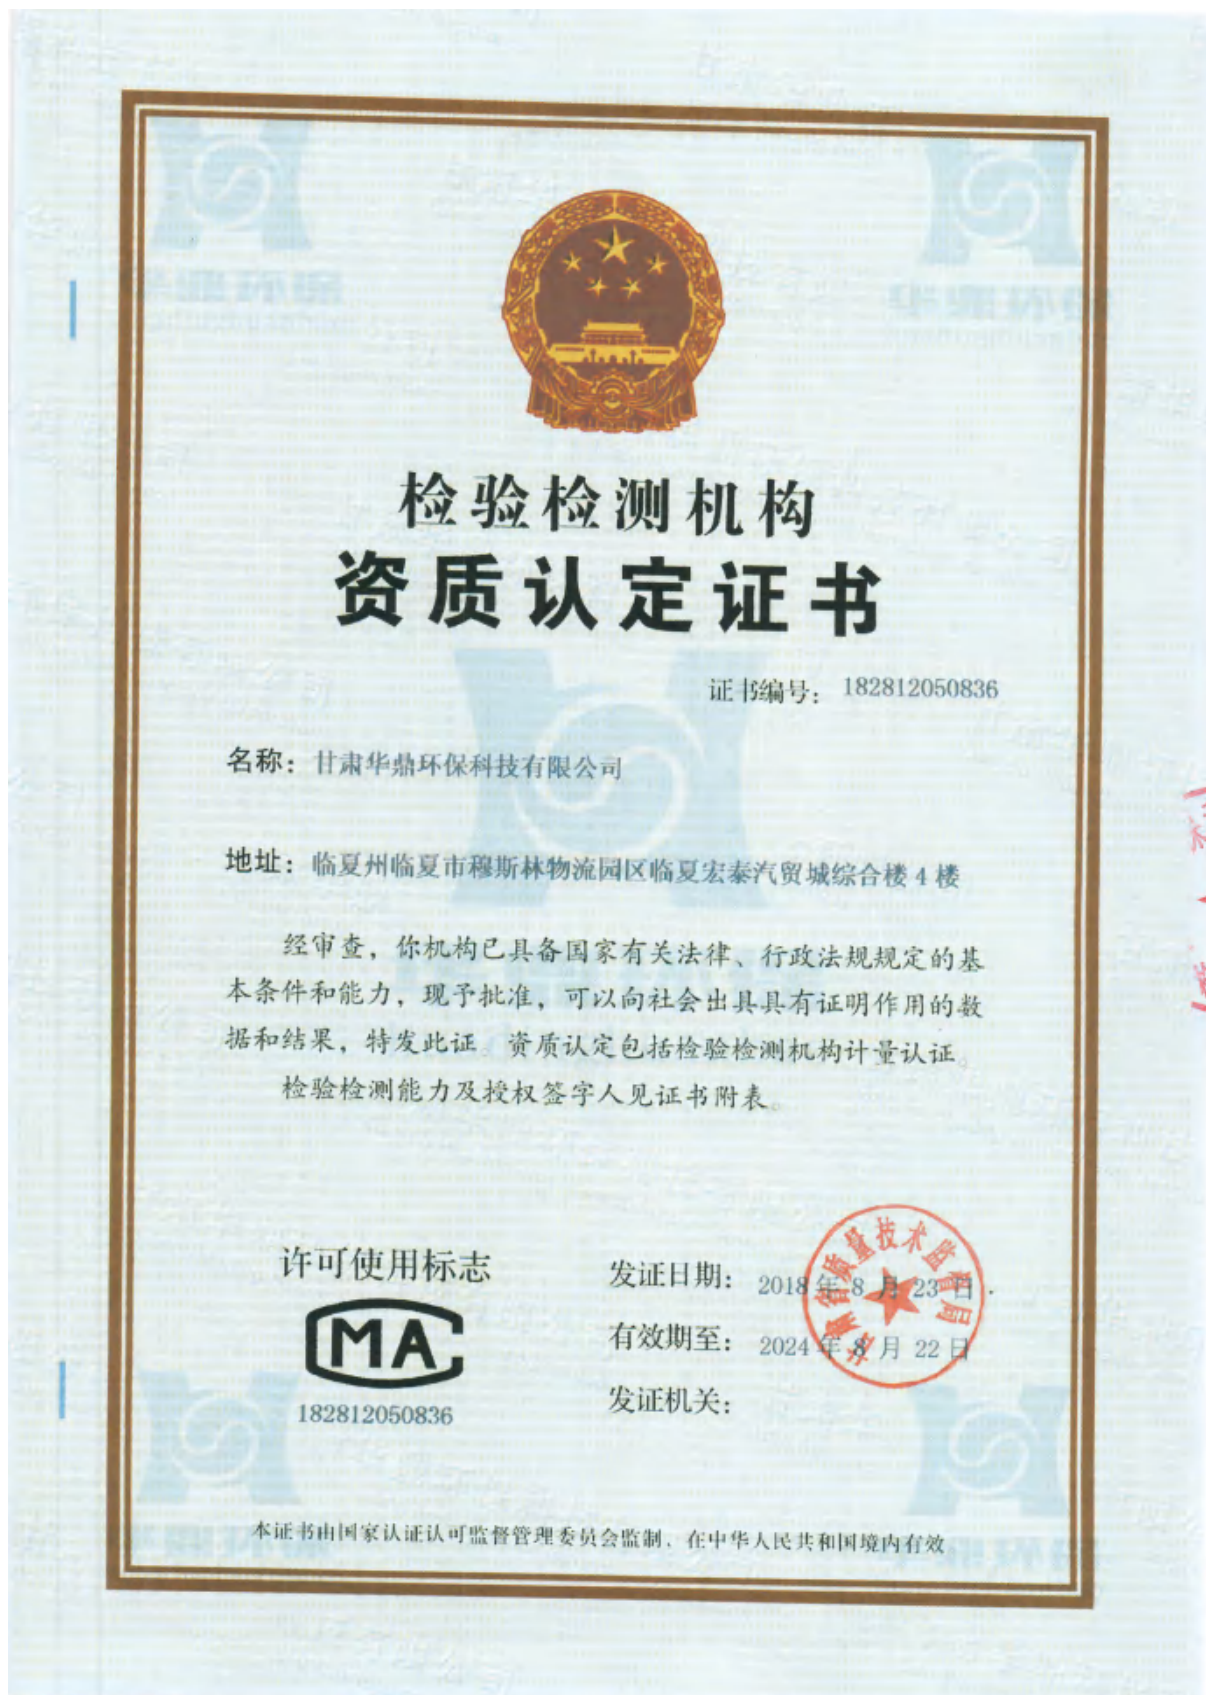 检验检测机构
资质认定证书
证书编号：182812050836
名称：甘肃华鼎环保科技有限公司
地址：临夏州临夏市穆斯林物流园区临夏宏泰汽贸城综合楼4楼
经审查，你机构已具备国家有关法律、行政法规规定的基
本条件和能力，现予批准，可以向社会出具具有证明作用的数
据和结果，特发此证。资质认定包括检验检测机构计量认证。
检验检测能力及授权签字人见证书附表。
许可使用标志
MA
182812050836
发证日期：2018年8月23日
有效期至：2024年8月22日
发证机关：
甘肃省质量技术监督局
本证书由国家认证认可监督管理委员会监制，在中华人民共和国境内有效